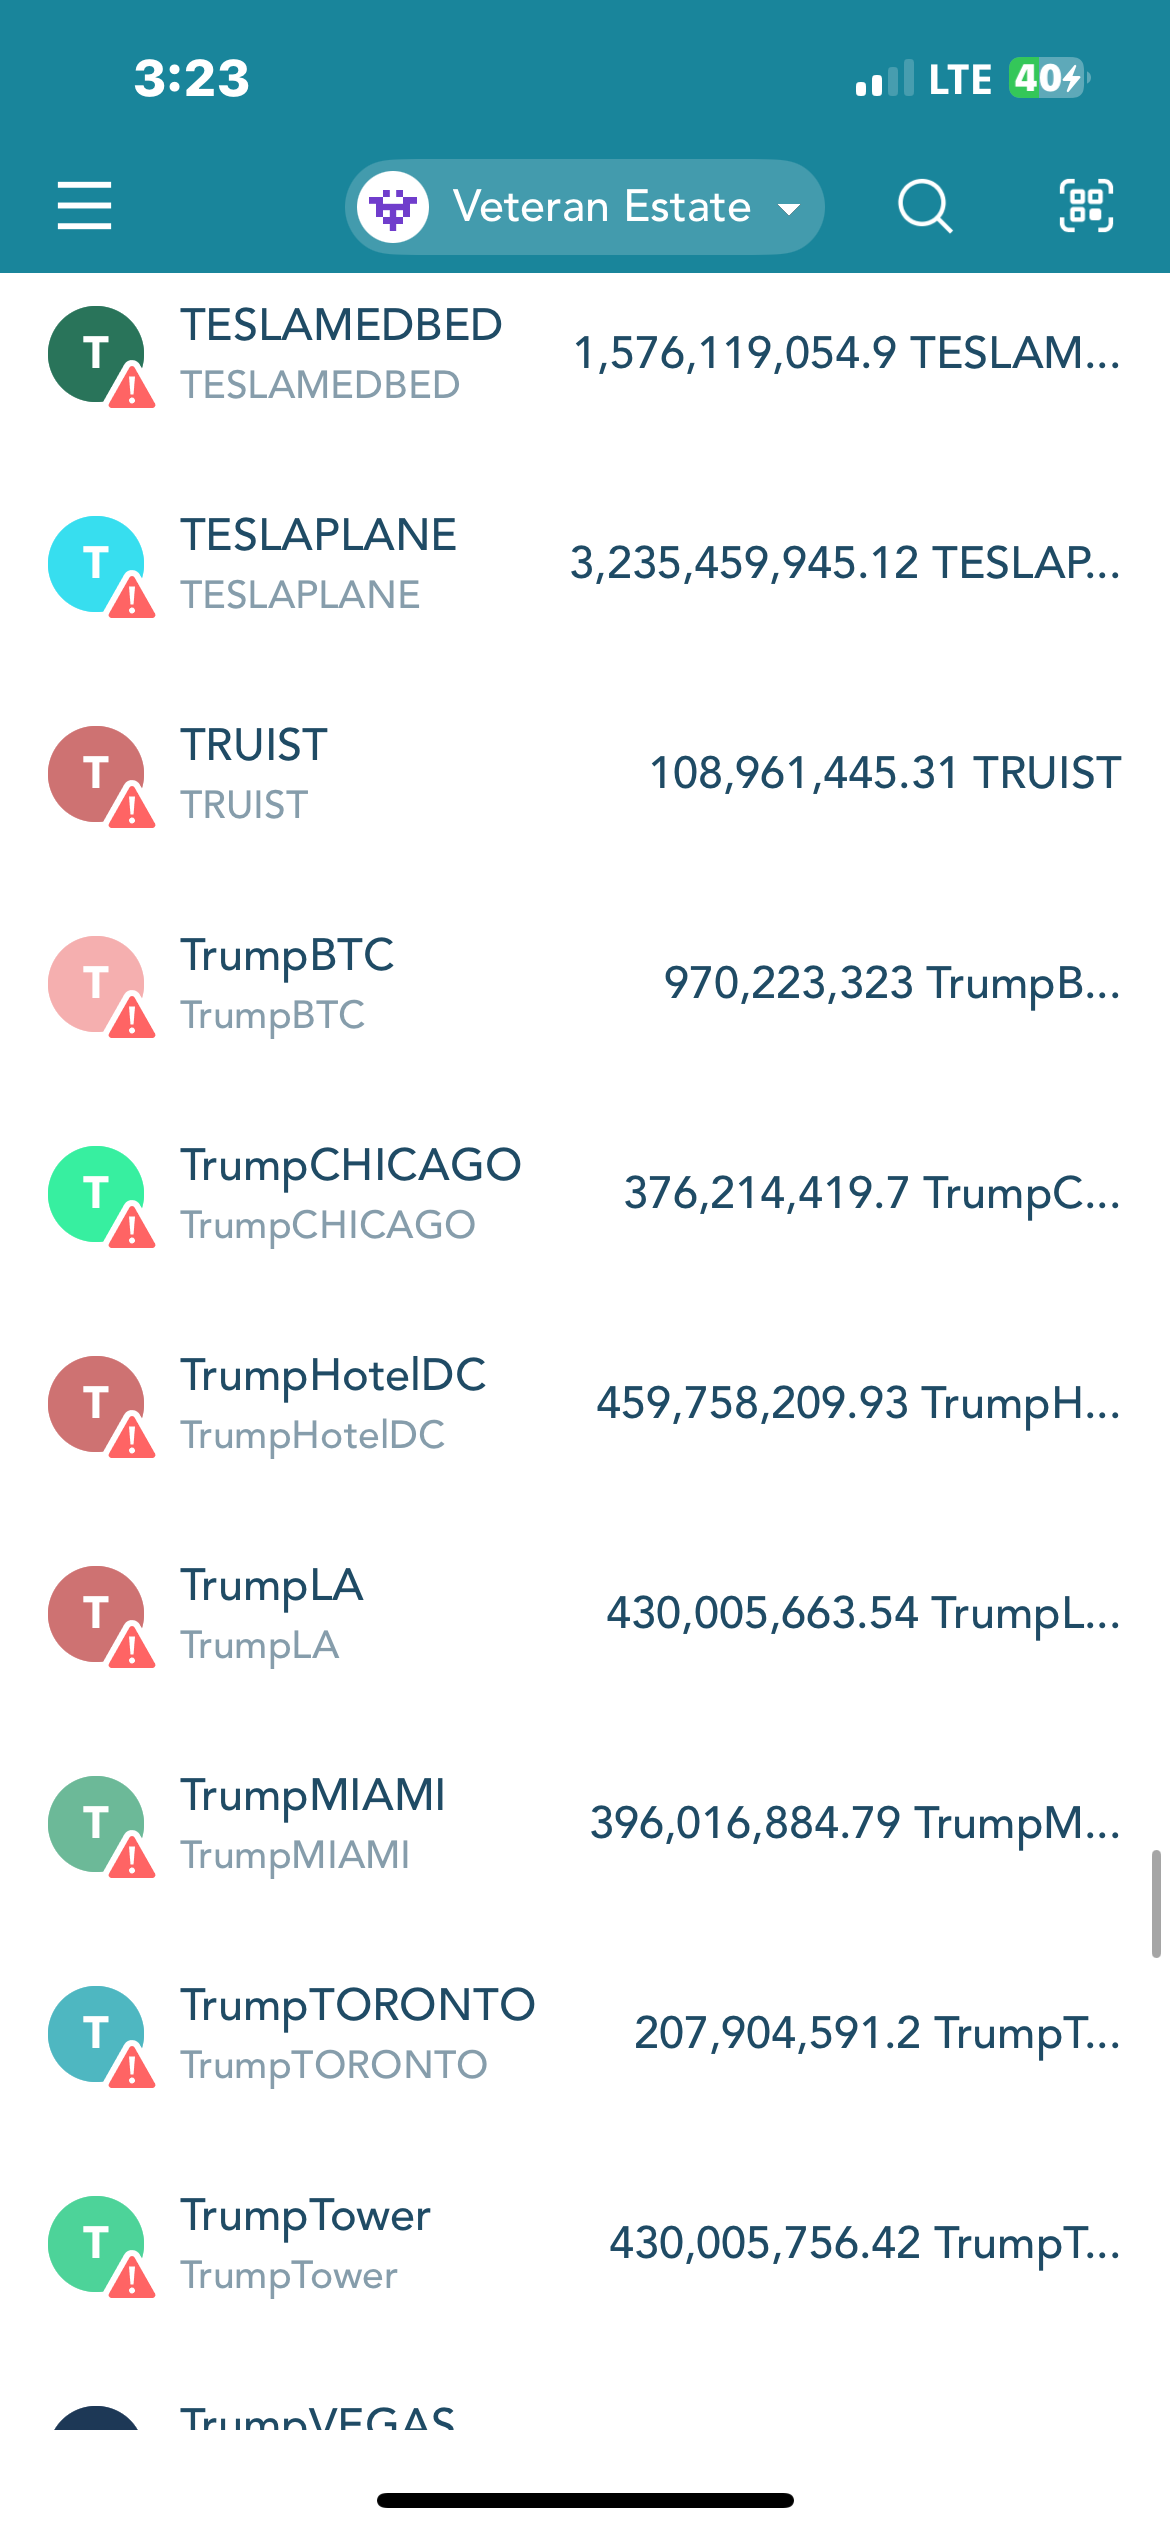 3:23
LTE 40
Veteran Estate
TESLAMEDBED
TESLAMEDBED
1,576,119,054.9 TESLAM...
TESLAPLANE
TESLAPLANE
3,235,459,945.12 TESLAP...
TRUIST
TRUIST
108,961,445.31 TRUIST
TrumpBTC
TrumpBTC
970,223,323 TrumpB...
TrumpCHICAGO
TrumpCHICAGO
376,214,419.7 TrumpC...
TrumpHotelDC
TrumpHotelDC
459,758,209.93 TrumpH...
TrumpLA
TrumpLA
430,005,663.54 TrumpL...
TrumpMIAMI
TrumpMIAMI
396,016,884.79 TrumpM...
TrumpTORONTO
TrumpTORONTO
207,904,591.2 TrumpT...
TrumpTower
TrumpTower
430,005,756.42 TrumpT...
TrumpVEGAS